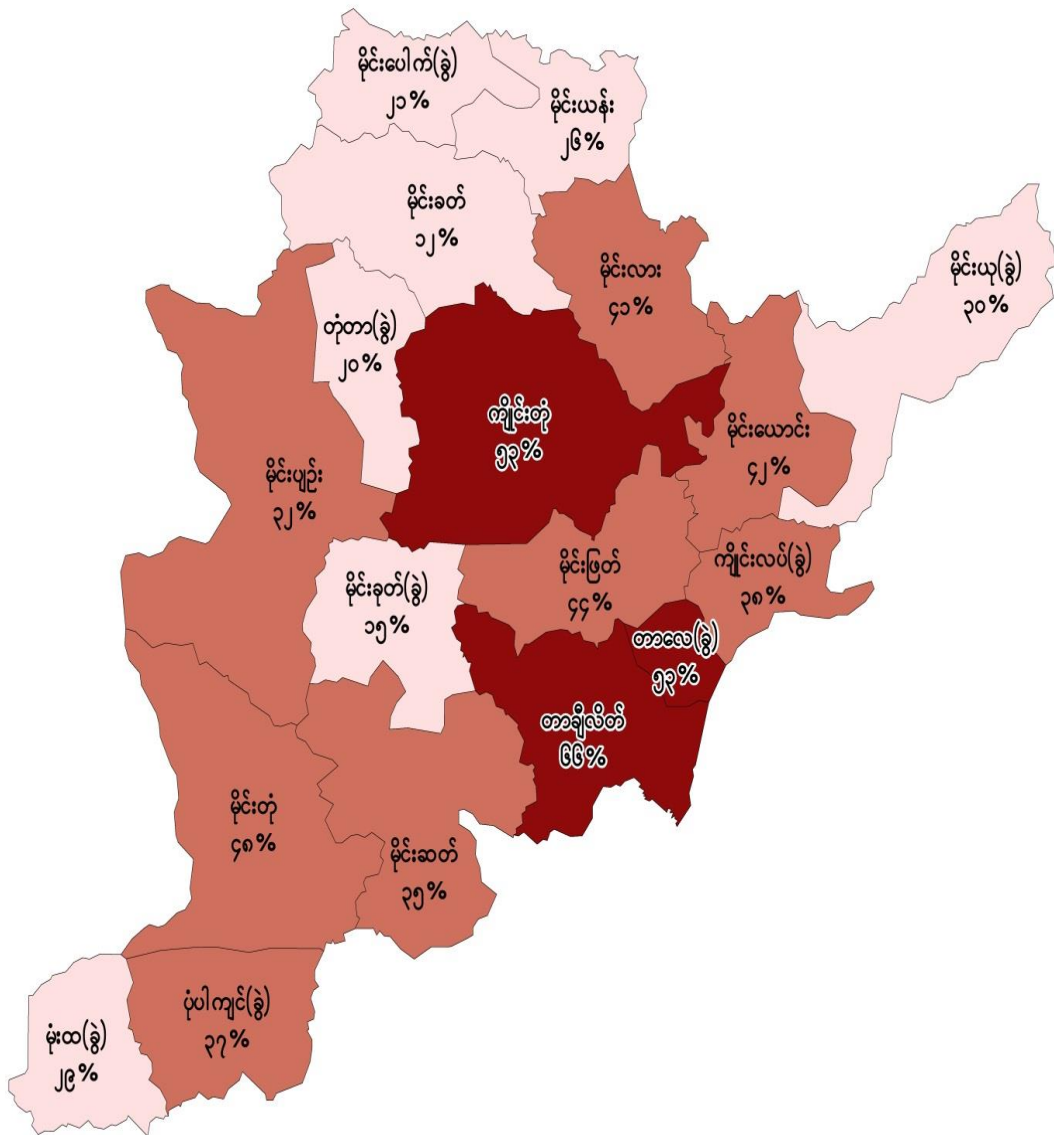 မိုင်းပေါက်(ခွဲ)
၂၁%
မိုင်းယန်း
၂၆%
မိုင်းခတ်
၁၂%
မိုင်းလား
၄၁%
မိုင်းယု(ခွဲ)
၃၀%
တုံတာ(ခွဲ)
၂၀%
ကျိုင်းတုံ
၅၃%
မိုင်းယောင်း
၄၂%
မိုင်းပျဉ်း
၃၂%
မိုင်းဖြတ်
၄၄%
ကျိုင်းလပ်(ခွဲ)
၃၈%
မိုင်းခုတ်(ခွဲ)
၁၅%
တာလေ(ခွဲ)
၅၃%
တာချီလိတ်
၆၆%
မိုင်းတုံ
၄၈%
မိုင်းဆတ်
၃၅%
ပုံပါကျင်(ခွဲ)
၃၇%
မုံးထ(ခွဲ)
၂၉%